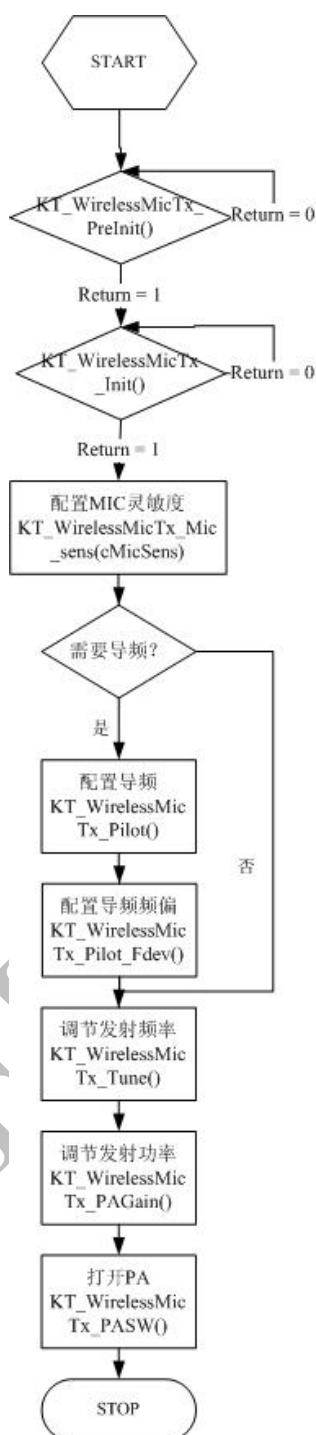 START
KT_WirelessMicTx_
PreInit()
Return = 0
Return = 1
KT_WirelessMicTx
_Init()
Return = 0
Return = 1
配置MIC灵敏度
KT_WirelessMicTx_Mic
_sens(cMicSens)
需要导频?
是
否
配置导频
KT_WirelessMic
Tx_Pilot()
配置导频频偏
KT_WirelessMic
Tx_Pilot_Fdev()
调节发射频率
KT_WirelessMic
Tx_Tune()
调节发射功率
KT_WirelessMic
Tx_PAGain()
打开PA
KT_WirelessMic
Tx_PASW()
STOP